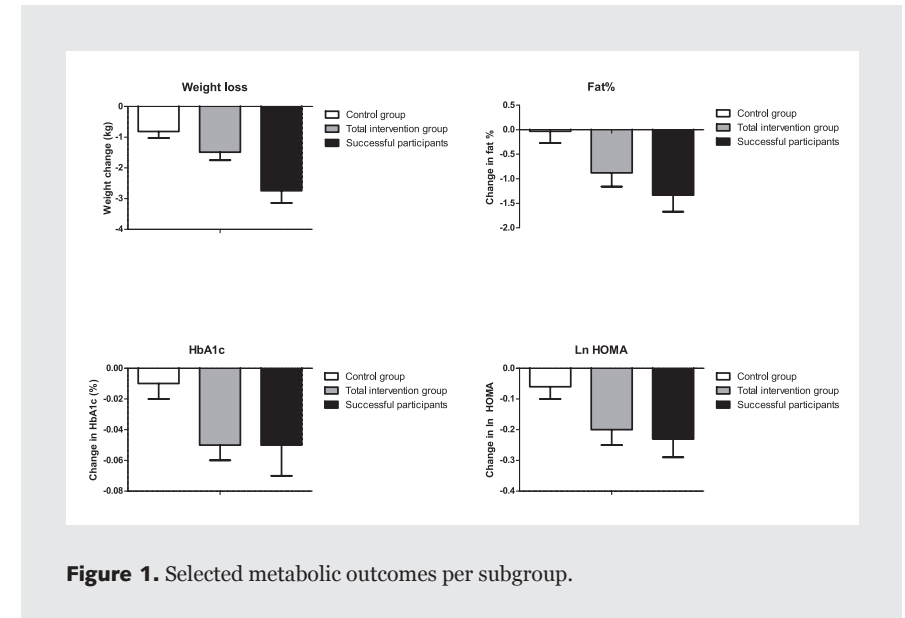 Weight loss
0
-1
-2
-3
-4
Weight change (kg)
Control group
Total intervention group
Successful participants
Fat%
0.5
0.0
-0.5
-1.0
-1.5
-2.0
Change in fat %
Control group
Total intervention group
Successful participants
HbA1c
0.00
-0.02
-0.04
-0.06
-0.08
Change in HbA1c (%)
Control group
Total intervention group
Successful participants
Ln HOMA
0.0
-0.1
-0.2
-0.3
-0.4
Change in ln HOMA
Control group
Total intervention group
Successful participants
Figure 1. Selected metabolic outcomes per subgroup.